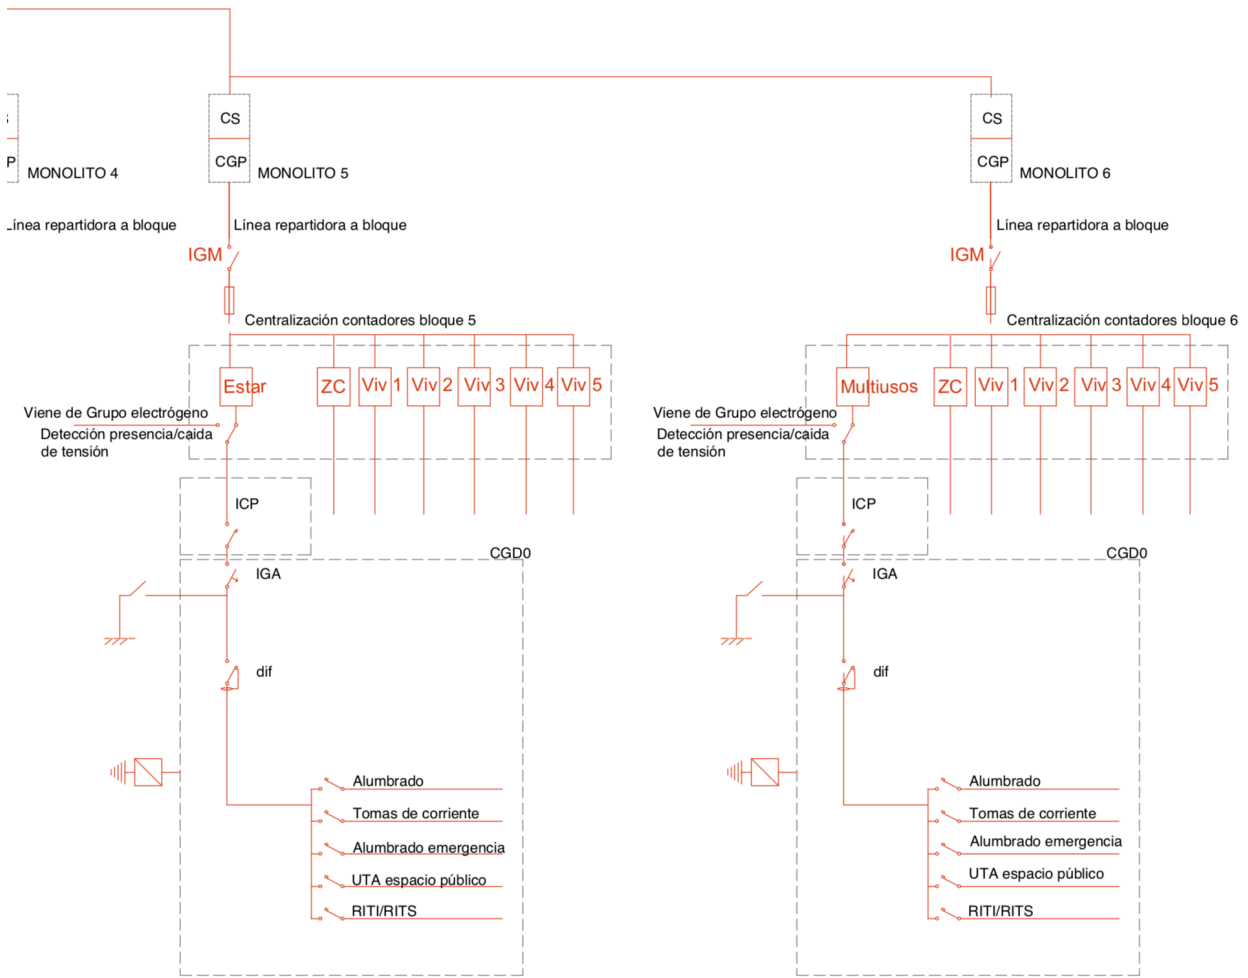 CS
CS
P
CGP
CGP
MONOLITO 4
MONOLITO 5
MONOLITO 6
Línea repartidora a bloque
Línea repartidora a bloque
Línea repartidora a bloque
IGM
IGM
Centralización contadores bloque 5
Centralización contadores bloque 6
Estar
ZC
Viv 1
Viv 2
Viv 3
Viv 4
Viv 5
Multiusos
ZC
Viv 1
Viv 2
Viv 3
Viv 4
Viv 5
Viene de Grupo electrógeno
Detección presencia/caida
de tensión
Viene de Grupo electrógeno
Detección presencia/caida
de tensión
ICP
ICP
CGD0
CGD0
IGA
IGA
dif
dif
Alumbrado
Tomas de corriente
Alumbrado emergencia
UTA espacio público
RITI/RITS
Alumbrado
Tomas de corriente
Alumbrado emergencia
UTA espacio público
RITI/RITS